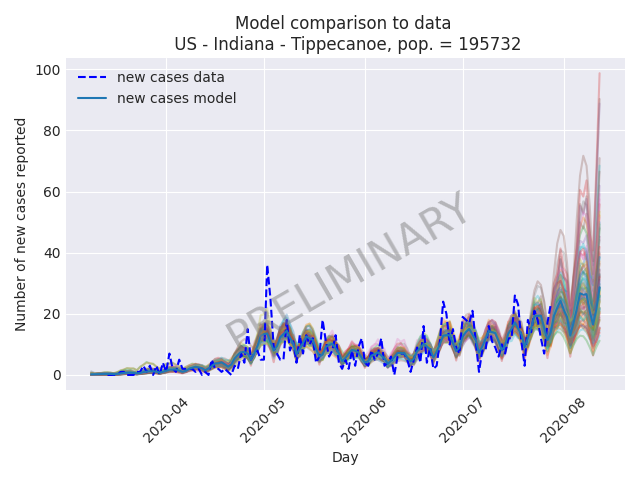 Model comparison to data
US - Indiana - Tippecanoe, pop. = 195732
new cases data
new cases model
PRELIMINARY
Number of new cases reported
100
80
60
40
20
0
2020-04
2020-05
2020-06
2020-07
2020-08
Day